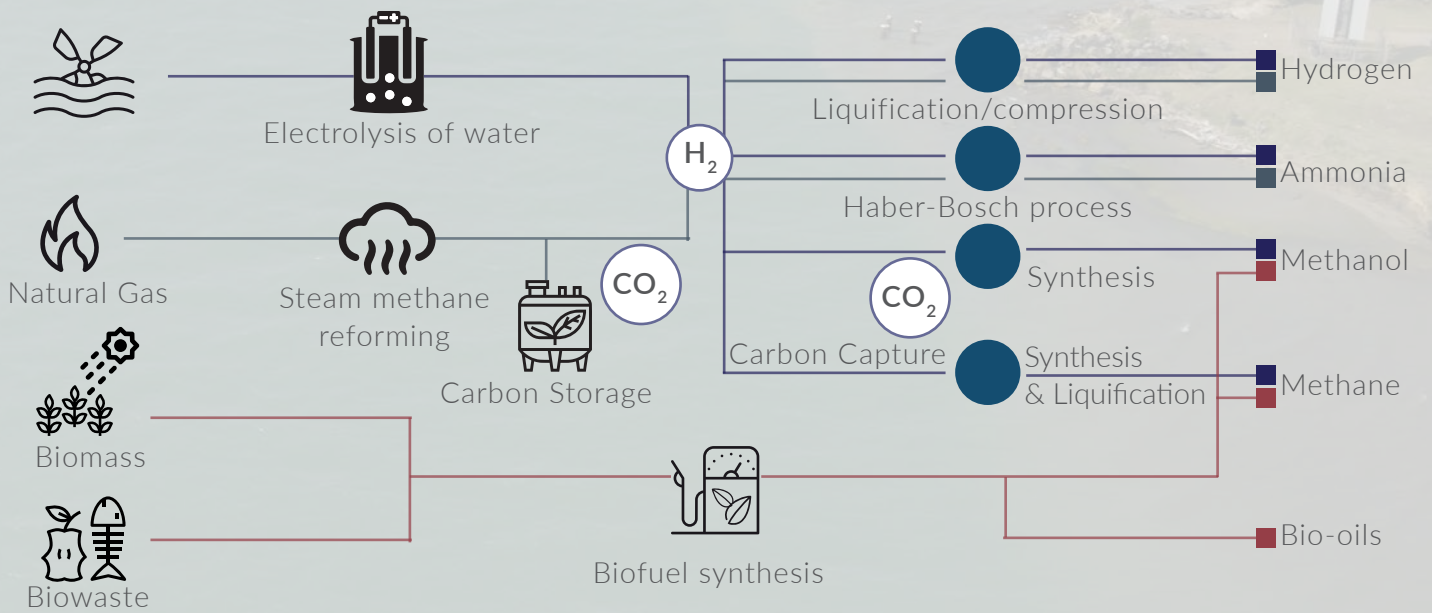 Electrolysis of water
H2
Liquification/compression
Hydrogen
Haber-Bosch process
Ammonia
Natural Gas
Steam methane
reforming
CO2
Carbon Storage
CO2
Synthesis
Methanol
Carbon Capture
Synthesis
& Liquification
Methane
Biomass
Biowaste
Biofuel synthesis
Bio-oils